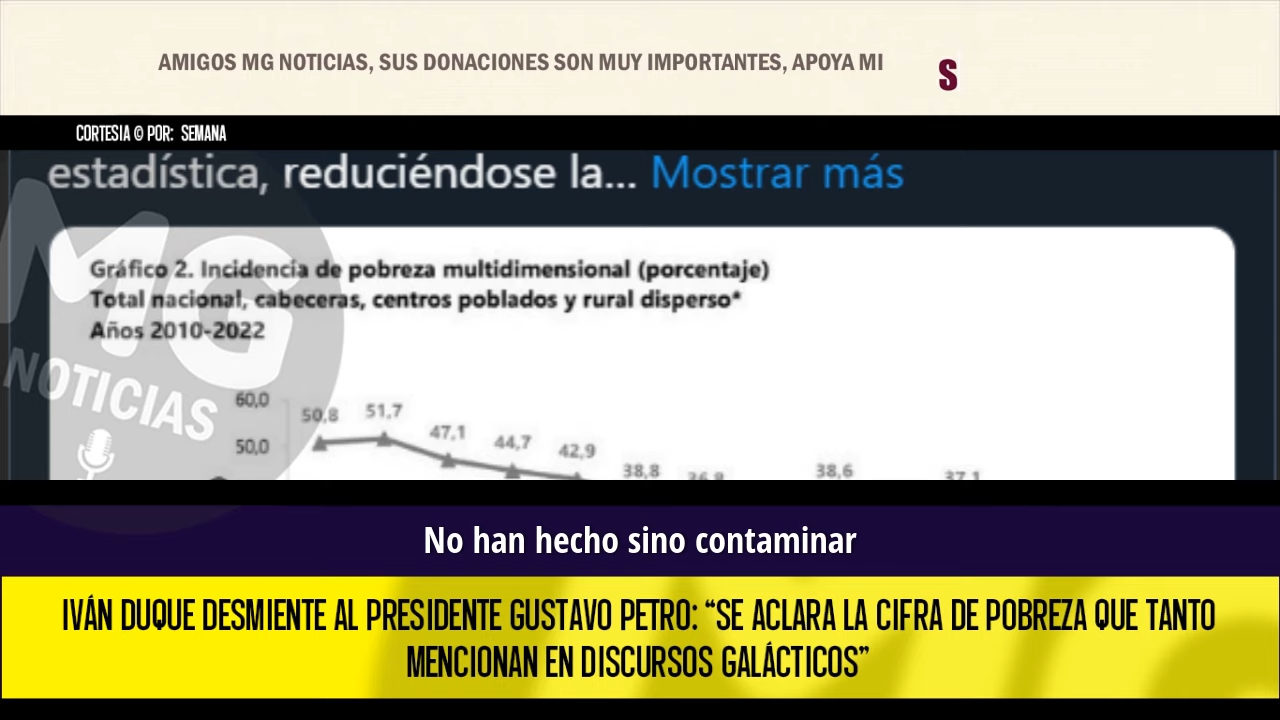 AMIGOS MG NOTICIAS, SUS DONACIONES SON MUY IMPORTANTES, APOYA MI
S
CORTESIA © POR: SEMANA
estadística, reduciéndose la... Mostrar más
MG
NOTICIAS
Gráfico 2. Incidencia de pobreza multidimensional (porcentaje)
Total nacional, cabeceras, centros poblados y rural disperso*
Años 2010-2022
60,0
50,8 51,7 47,1 44,7 42,9 38,8 36,8 38,6 37,1
50,0
No han hecho sino contaminar
IVÁN DUQUE DESMIENTE AL PRESIDENTE GUSTAVO PETRO: “SE ACLARA LA CIFRA DE POBREZA QUE TANTO
MENCIONAN EN DISCURSOS GALÁCTICOS”